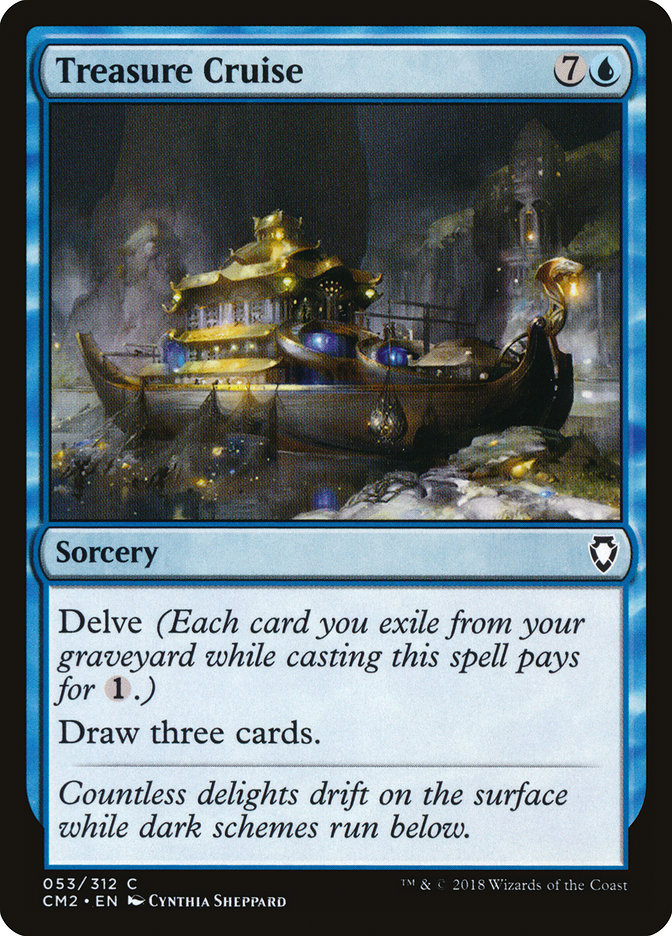 Treasure Cruise 7
Sorcery
Delve (Each card you exile from your
graveyard while casting this spell pays
for 1.)
Draw three cards.
Countless delights drift on the surface
while dark schemes run below.
053/312 C
™ & © 2018 Wizards of the Coast
CM2 • EN Cynthia Sheppard